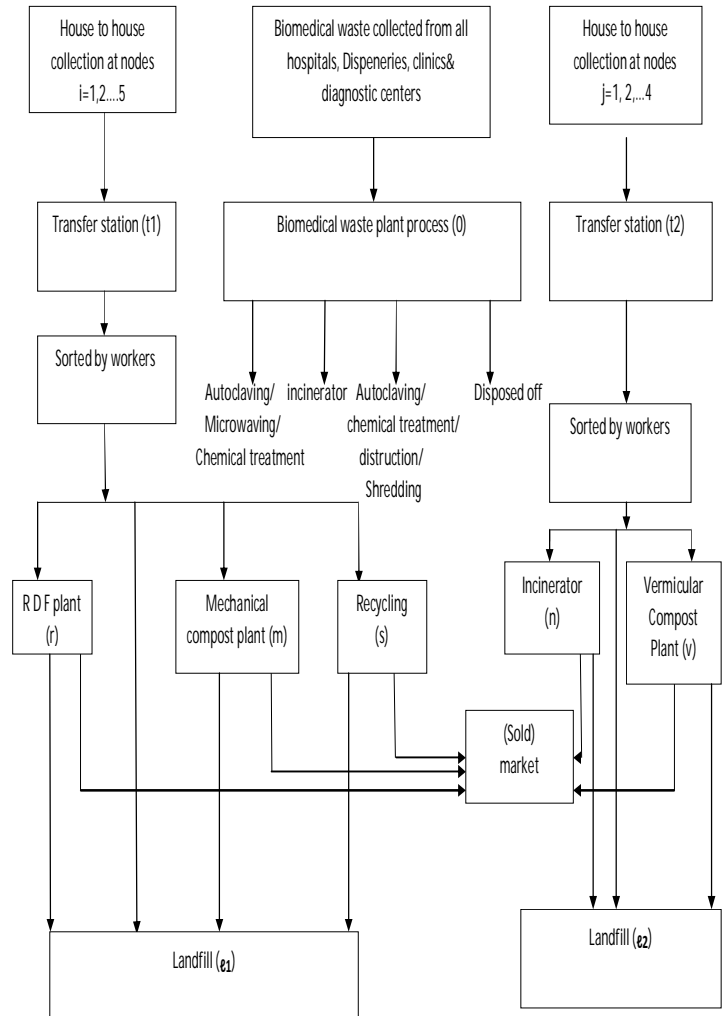 House to house
collection at nodes
i=1,2....5
Biomedical waste collected from all
hospitals, Dispeneries, clinics&
diagnostic centers
House to house
collection at nodes
j=1, 2,...4
Transfer station (t1)
Biomedical waste plant process (0)
Transfer station (t2)
Sorted by workers
Autoclaving/
Microwaving/
Chemical treatment
incinerator
Autoclaving/
chemical treatment/
distruction/
Shredding
Disposed off
Sorted by workers
R D F plant
(r)
Mechanical
compost plant (m)
Recycling
(s)
Incinerator
(n)
Vermicular
Compost
Plant (v)
(Sold)
market
Landfill (ℓ1)
Landfill (ℓ2)